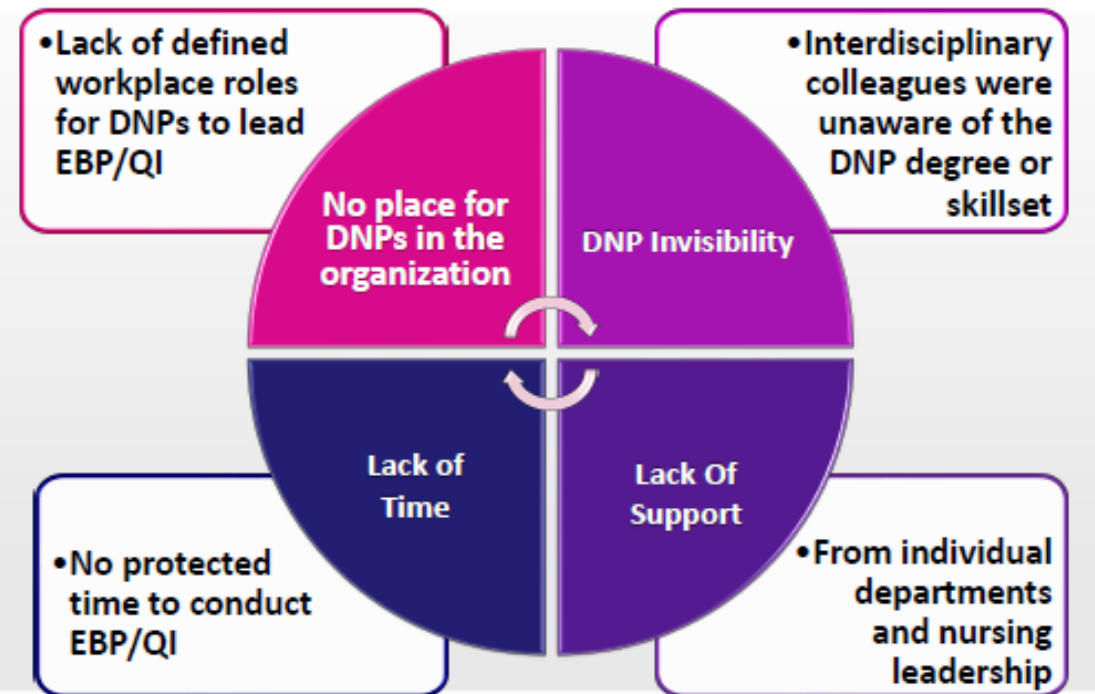 •Lack of defined
workplace roles
for DNPs to lead
EBP/QI
No place for
DNPs in the
organization
•Interdisciplinary
colleagues were
unaware of the
DNP degree or
skillset
DNP Invisibility
Lack of
Time
•No protected
time to conduct
EBP/QI
Lack Of
Support
•From individual
departments
and nursing
leadership